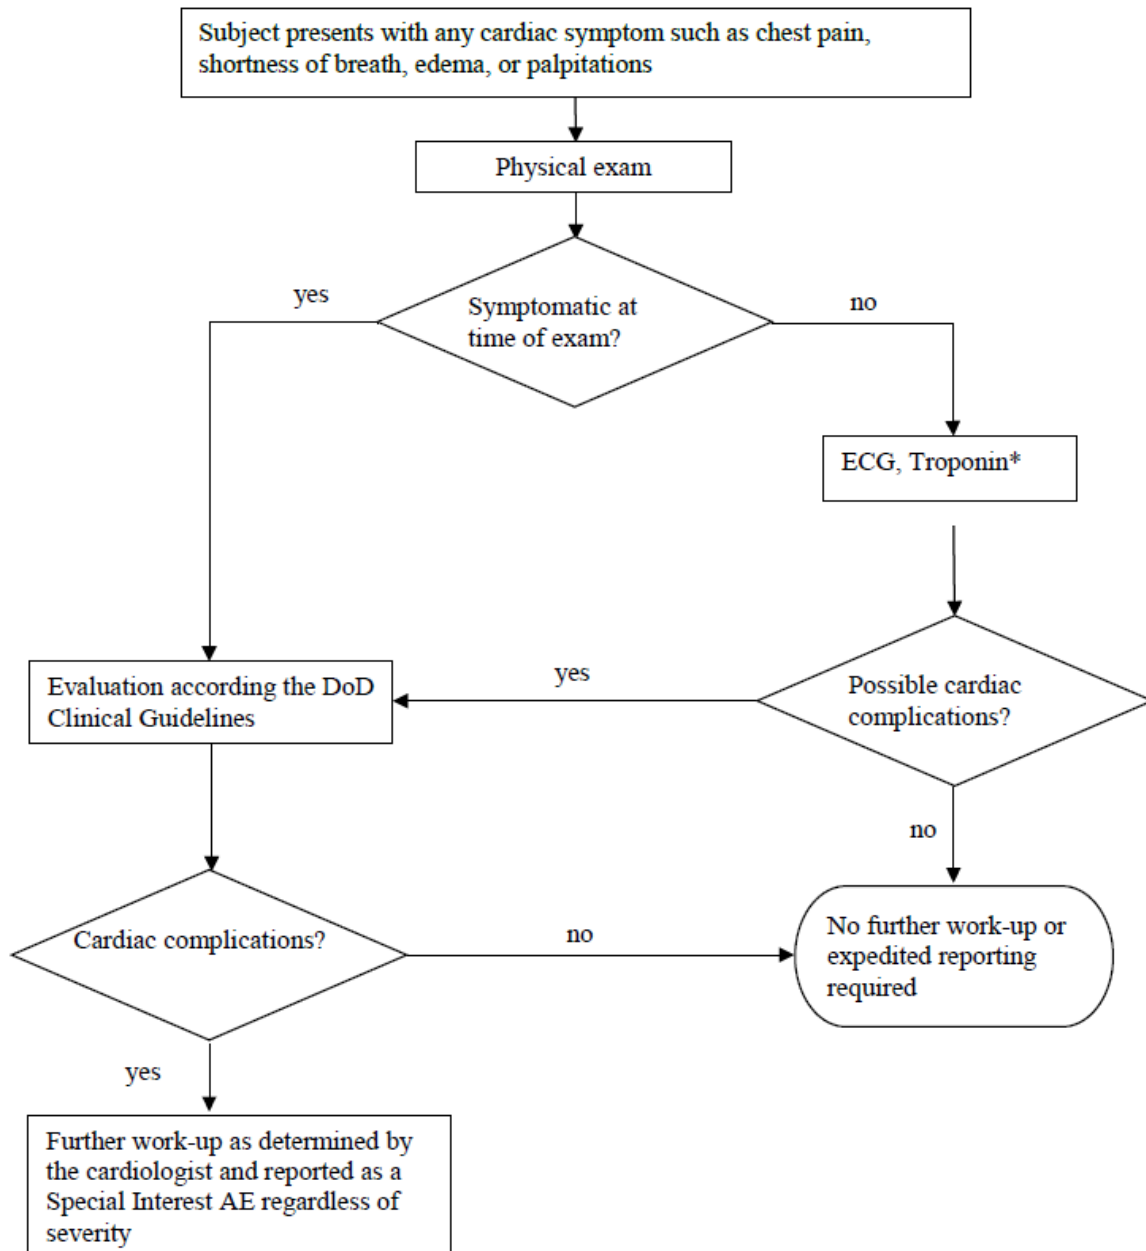 Subject presents with any cardiac symptom such as chest pain,
shortness of breath, edema, or palpitations
Physical exam
yes
Symptomatic at
time of exam?
no
ECG, Troponin*
Evaluation according the DoD
Clinical Guidelines
yes
Possible cardiac
complications?
no
Cardiac complications?
no
No further work-up or
expedited reporting
required
yes
Further work-up as determined by
the cardiologist and reported as a
Special Interest AE regardless of
severity